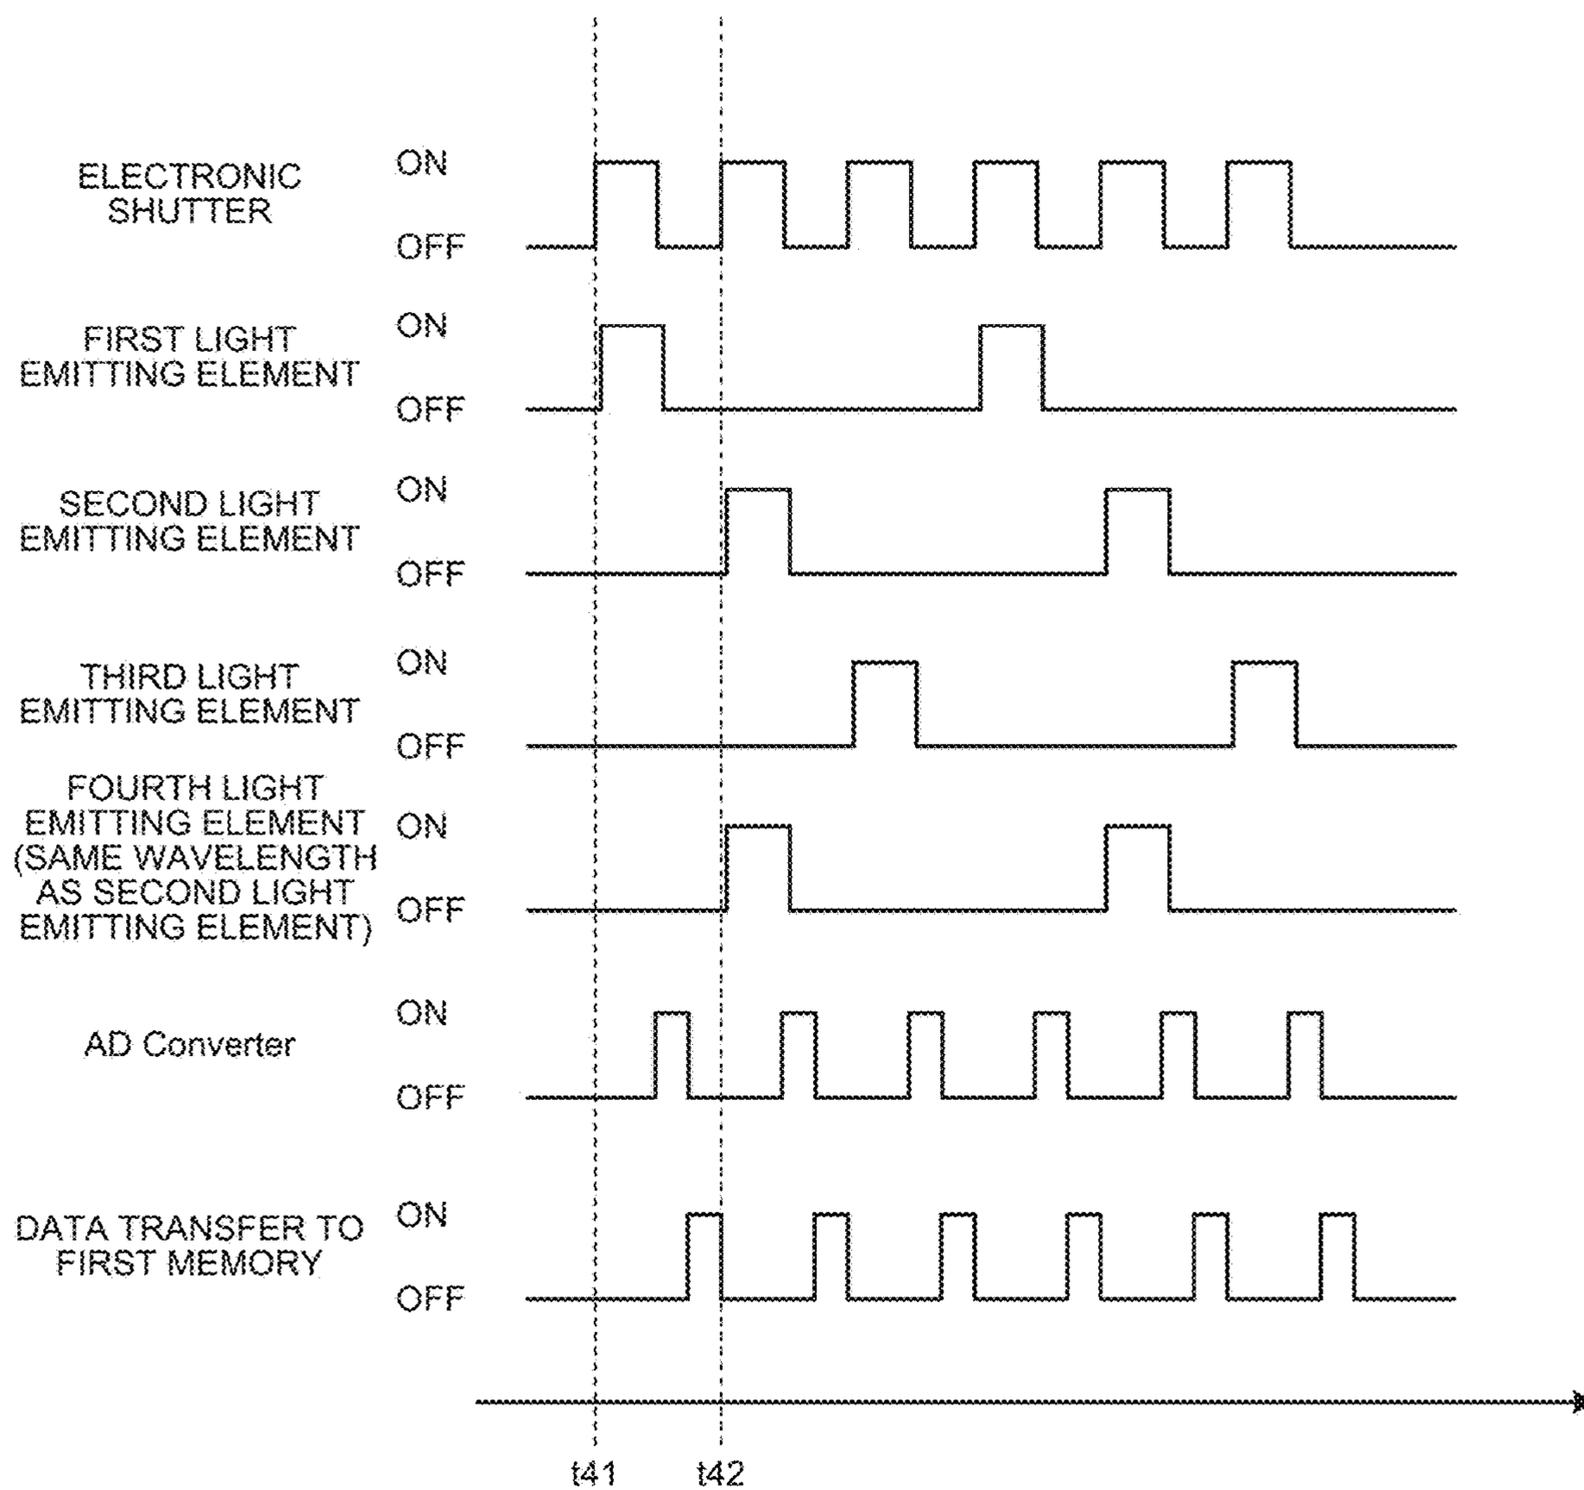 ELECTRONIC
SHUTTER
ON
OFF
FIRST LIGHT
EMITTING ELEMENT
ON
OFF
SECOND LIGHT
EMITTING ELEMENT
ON
OFF
THIRD LIGHT
EMITTING ELEMENT
ON
OFF
FOURTH LIGHT
EMITTING ELEMENT
(SAME WAVELENGTH
AS SECOND LIGHT
EMITTING ELEMENT)
ON
OFF
AD Converter
ON
OFF
DATA TRANSFER TO
FIRST MEMORY
ON
OFF
t41
t42